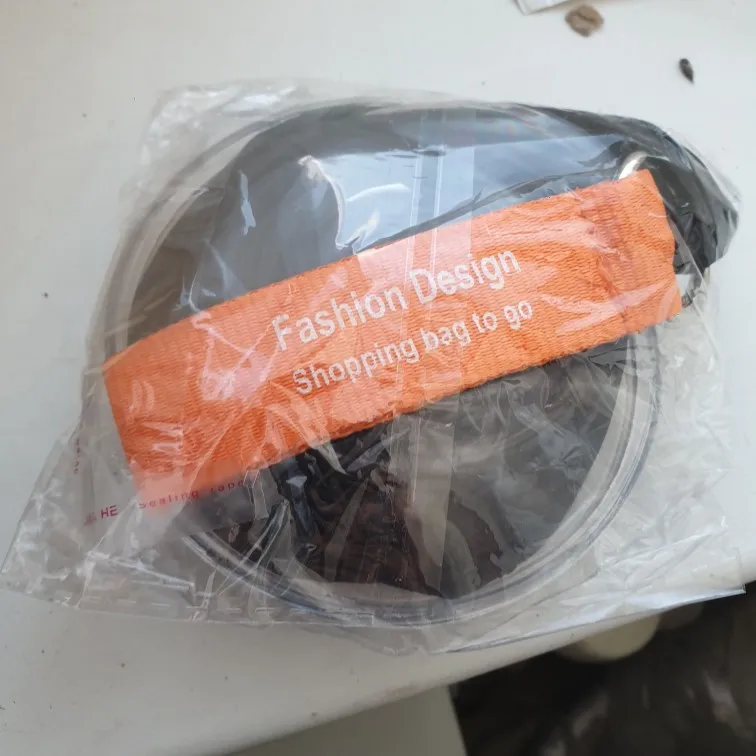 Fashion Design
Shopping bag to go